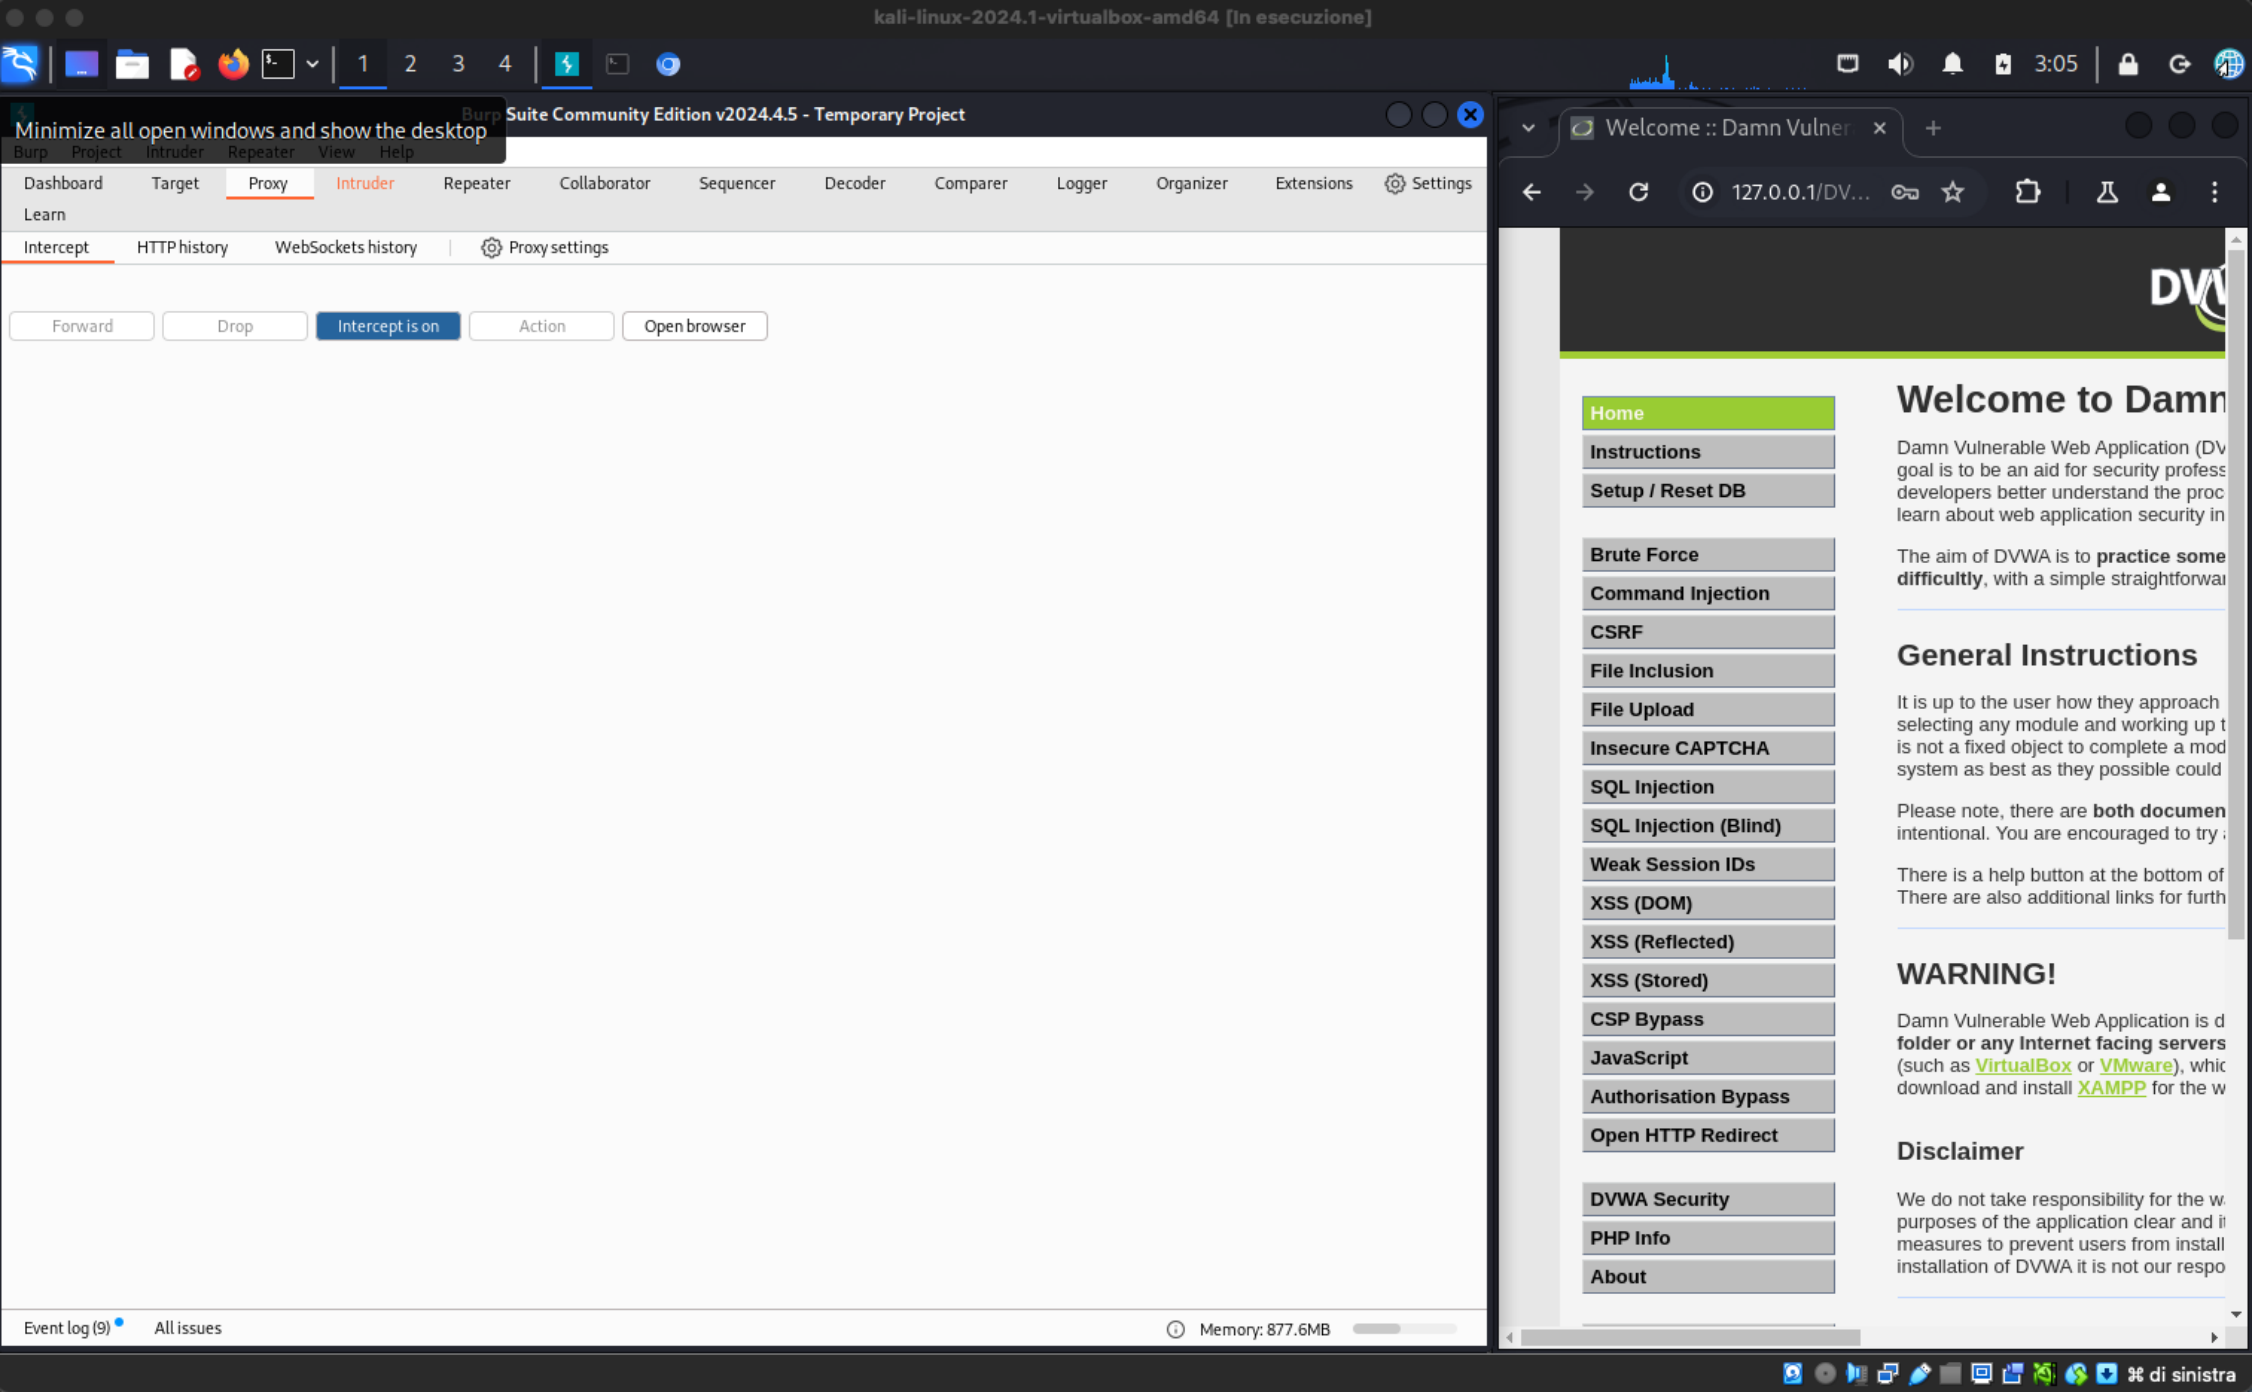 kali-linux-2024.1-virtualbox-amd64 [In esecuzione]
1 2 3 4
3:05
Burp Suite Community Edition v2024.4.5 - Temporary Project
Minimize all open windows and show the desktop
Burp Project Intruder Repeater View Help
Dashboard Target Proxy Intruder Repeater Collaborator Sequencer Decoder Comparer Logger Organizer Extensions Settings
Learn
Intercept HTTP history WebSockets history Proxy settings
Forward Drop Intercept is on Action Open browser
Event log (9) All issues
Memory: 877.6MB
Welcome :: Damn Vulner
127.0.0.1/DV...
DVW
Home
Instructions
Setup / Reset DB
Brute Force
Command Injection
CSRF
File Inclusion
File Upload
Insecure CAPTCHA
SQL Injection
SQL Injection (Blind)
Weak Session IDs
XSS (DOM)
XSS (Reflected)
XSS (Stored)
CSP Bypass
JavaScript
Authorisation Bypass
Open HTTP Redirect
DVWA Security
PHP Info
About
Welcome to Damn
Damn Vulnerable Web Application (DV
goal is to be an aid for security profess
developers better understand the proc
learn about web application security in
The aim of DVWA is to practice some
difficultly, with a simple straightforwar
General Instructions
It is up to the user how they approach
selecting any module and working up t
is not a fixed object to complete a mod
system as best as they possible could
Please note, there are both documen
intentional. You are encouraged to try
There is a help button at the bottom of
There are also additional links for furth
WARNING!
Damn Vulnerable Web Application is d
folder or any Internet facing servers
(such as VirtualBox or VMware), whic
download and install XAMPP for the w
Disclaimer
We do not take responsibility for the w
purposes of the application clear and it
measures to prevent users from install
installation of DVWA it is not our respo
⌘ di sinistra